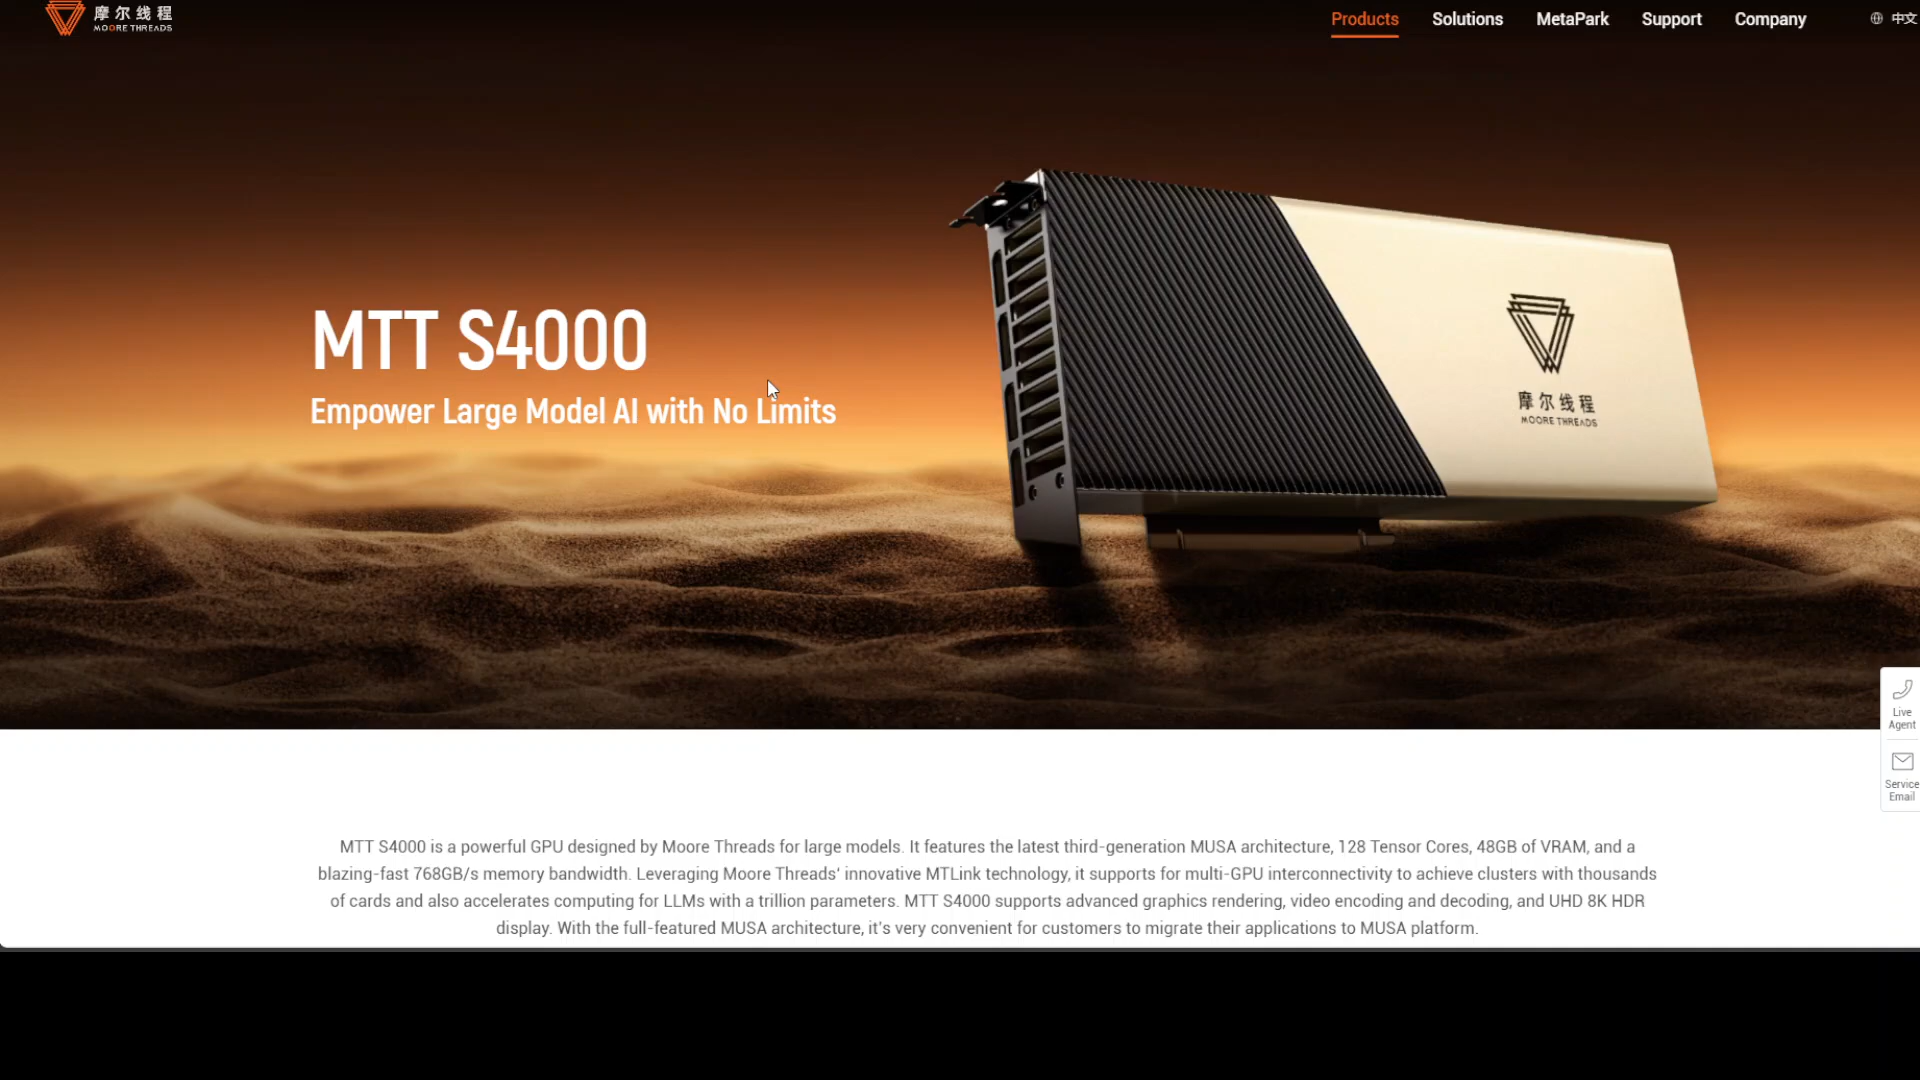 摩尔线程
MOORE THREADS
Products Solutions MetaPark Support Company 中文
MTT S4000
Empower Large Model AI with No Limits
摩尔线程
MOORE THREADS
Live
Agent
Service
Email
MTT S4000 is a powerful GPU designed by Moore Threads for large models. It features the latest third-generation MUSA architecture, 128 Tensor Cores, 48GB of VRAM, and a
blazing-fast 768GB/s memory bandwidth. Leveraging Moore Threads' innovative MTLink technology, it supports for multi-GPU interconnectivity to achieve clusters with thousands
of cards and also accelerates computing for LLMs with a trillion parameters. MTT S4000 supports advanced graphics rendering, video encoding and decoding, and UHD 8K HDR
display. With the full-featured MUSA architecture, it's very convenient for customers to migrate their applications to MUSA platform.